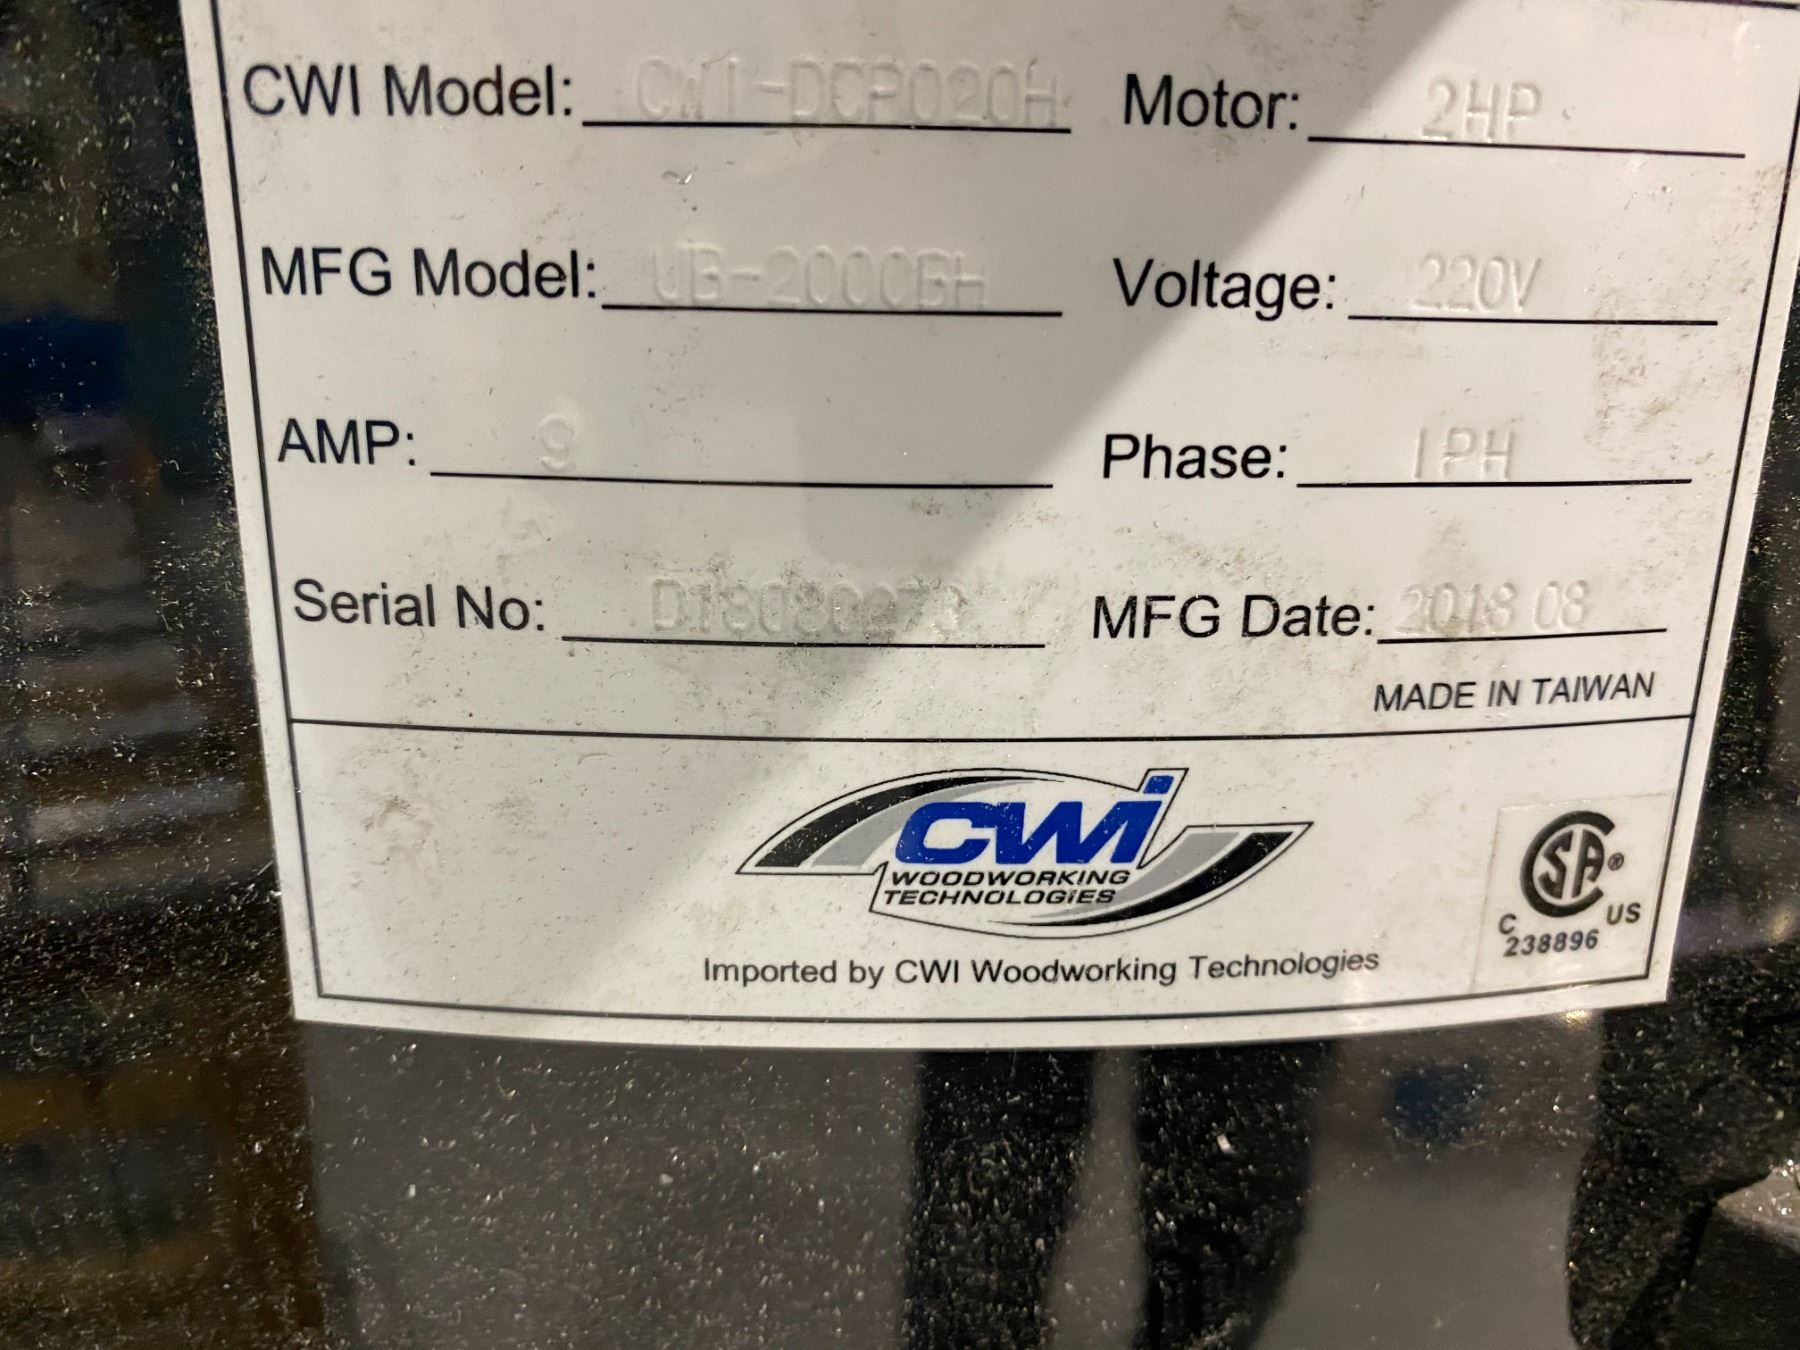 CWI Model: CWI-DCP020H Motor: 2HP
MFG Model: UB-2000BH Voltage: 220V
AMP: 9 Phase: 1PH
Serial No: MFG Date: 2018 08
MADE IN TAIWAN
CWI
WOODWORKING
TECHNOLOGIES
Imported by CWI Woodworking Technologies
SA®
C US
238896